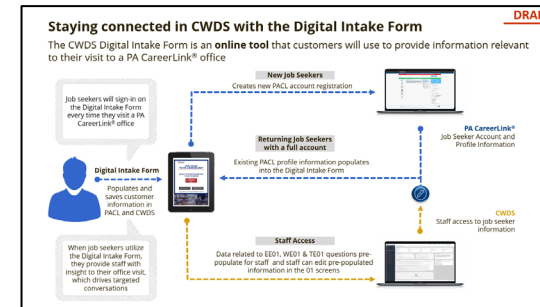 DRA
Staying connected in CWDS with the Digital Intake Form
The CWDS Digital Intake Form is an online tool that customers will use to provide information relevant
to their visit to a PA CareerLink® office
Job seekers will sign-in on
the Digital Intake Form
every time they visit a PA
CareerLink® office
New Job Seekers
Creates new PACL account registration
PA CareerLink®
Job Seeker Account and
Profile Information
Returning Job Seekers
with a full account
Existing PACL profile information populates
into the Digital Intake Form
Digital Intake Form
Populates and
saves customer
information in
PACL and CWDS
CWDS
Staff access to job seeker
information
When job seekers utilize
the Digital Intake Form,
they provide staff with
insight to their office visit,
which drives targeted
conversations
Staff Access
Data related to EE01, WE01 & TE01 questions pre-
populate for staff and staff can edit pre-populated
information in the 01 screens